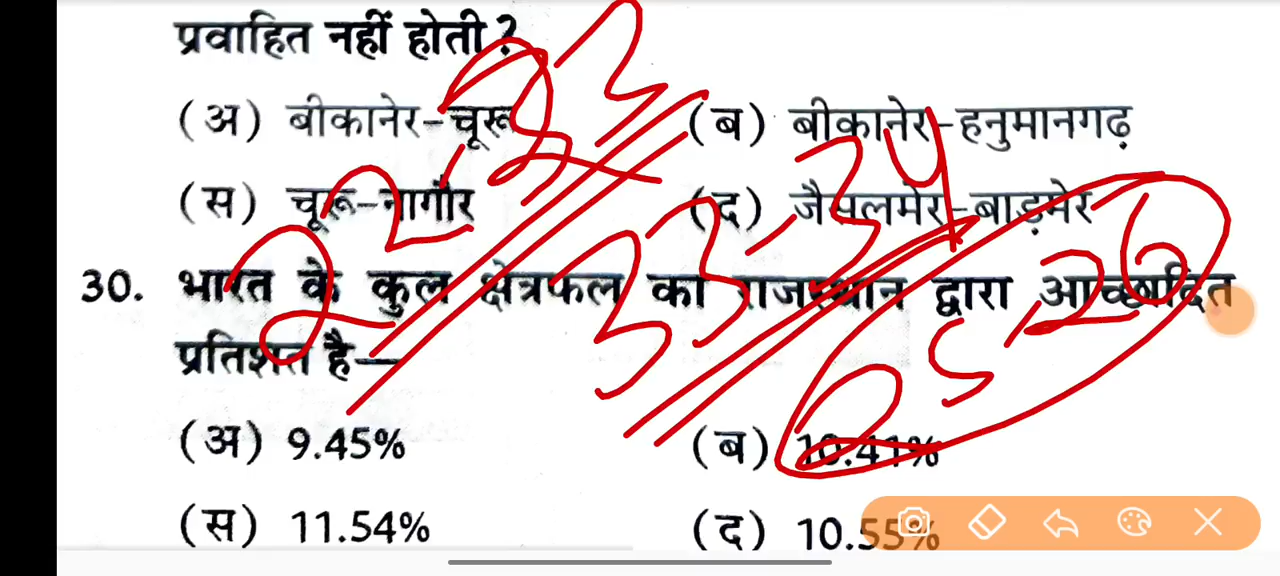 प्रवाहित नहीं होती?
(अ) बीकानेर-चूरू (ब) बीकानेर-हनुमानगढ़
(स) चूरू-नागौर (द) जैसलमेर-बाड़मेर
30. भारत के कुल क्षेत्रफल का राजस्थान द्वारा आच्छादित
प्रतिशत है—
(अ) 9.45% (ब) 10.41%
(स) 11.54% (द) 10.55%